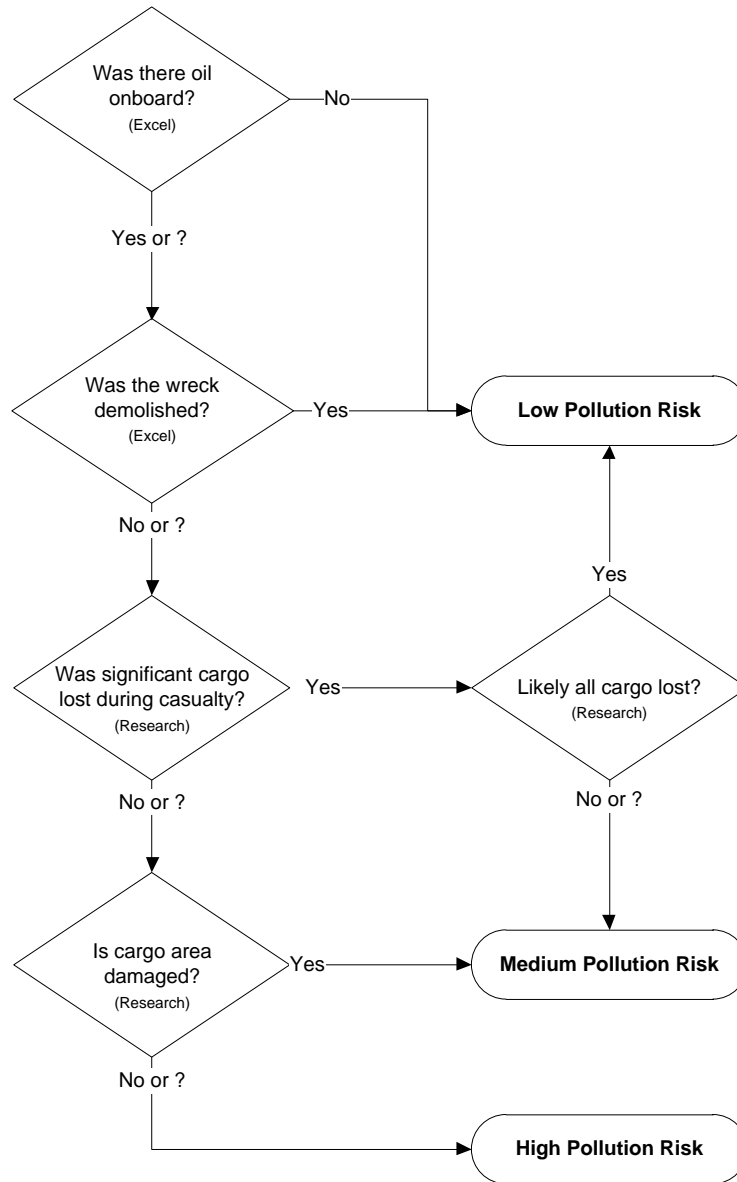 Was there oil
onboard?
(Excel)
No
Yes or ?
Was the wreck
demolished?
(Excel)
Yes
Low Pollution Risk
No or ?
Yes
Was significant cargo
lost during casualty?
(Research)
Yes
Likely all cargo lost?
(Research)
No or ?
No or ?
Is cargo area
damaged?
(Research)
Yes
Medium Pollution Risk
No or ?
High Pollution Risk